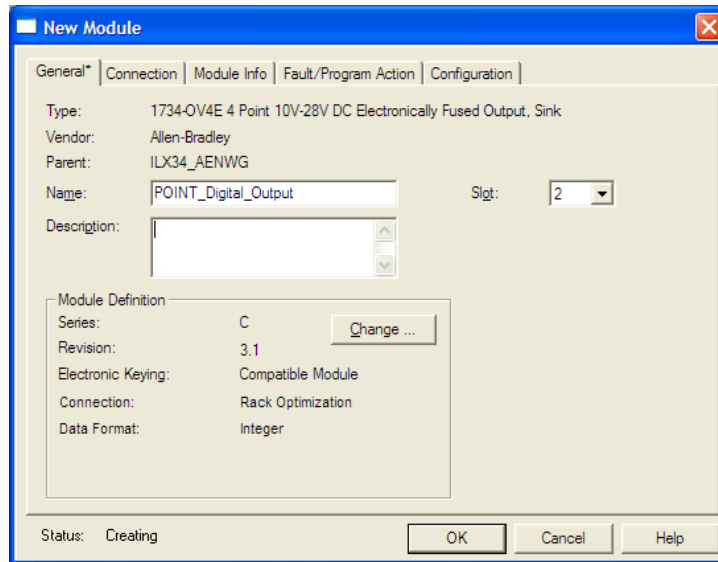 New Module
General* Connection Module Info Fault/Program Action Configuration
Type: 1734-OV4E 4 Point 10V-28V DC Electronically Fused Output, Sink
Vendor: Allen-Bradley
Parent: ILX34_AENWG
Name: POINT_Digital_Output Slot: 2
Description:
Module Definition
Series: C Change ...
Revision: 3.1
Electronic Keying: Compatible Module
Connection: Rack Optimization
Data Format: Integer
Status: Creating OK Cancel Help